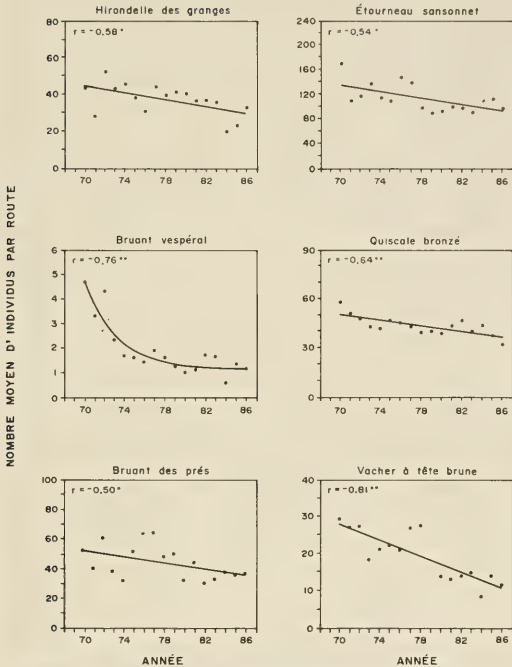 Hirondelle des granges
r = -0,58 *
80
60
40
20
0
70 74 78 82 86
Étourneau sansonnet
r = -0,54 *
240
200
160
120
80
40
0
70 74 78 82 86
NOMBRE MOYEN D'INDIVIDUS PAR ROUTE
Bruant vespéral
r = -0,76 **
6
5
4
3
2
1
0
70 74 78 82 86
Quiscale bronzé
r = -0,64 **
90
60
30
0
70 74 78 82 86
Bruant des prés
r = -0,50 *
100
80
60
40
20
0
70 74 78 82 86
ANNÉE
Vacher à tête brune
r = -0,81 **
40
30
20
10
0
70 74 78 82 86
ANNÉE